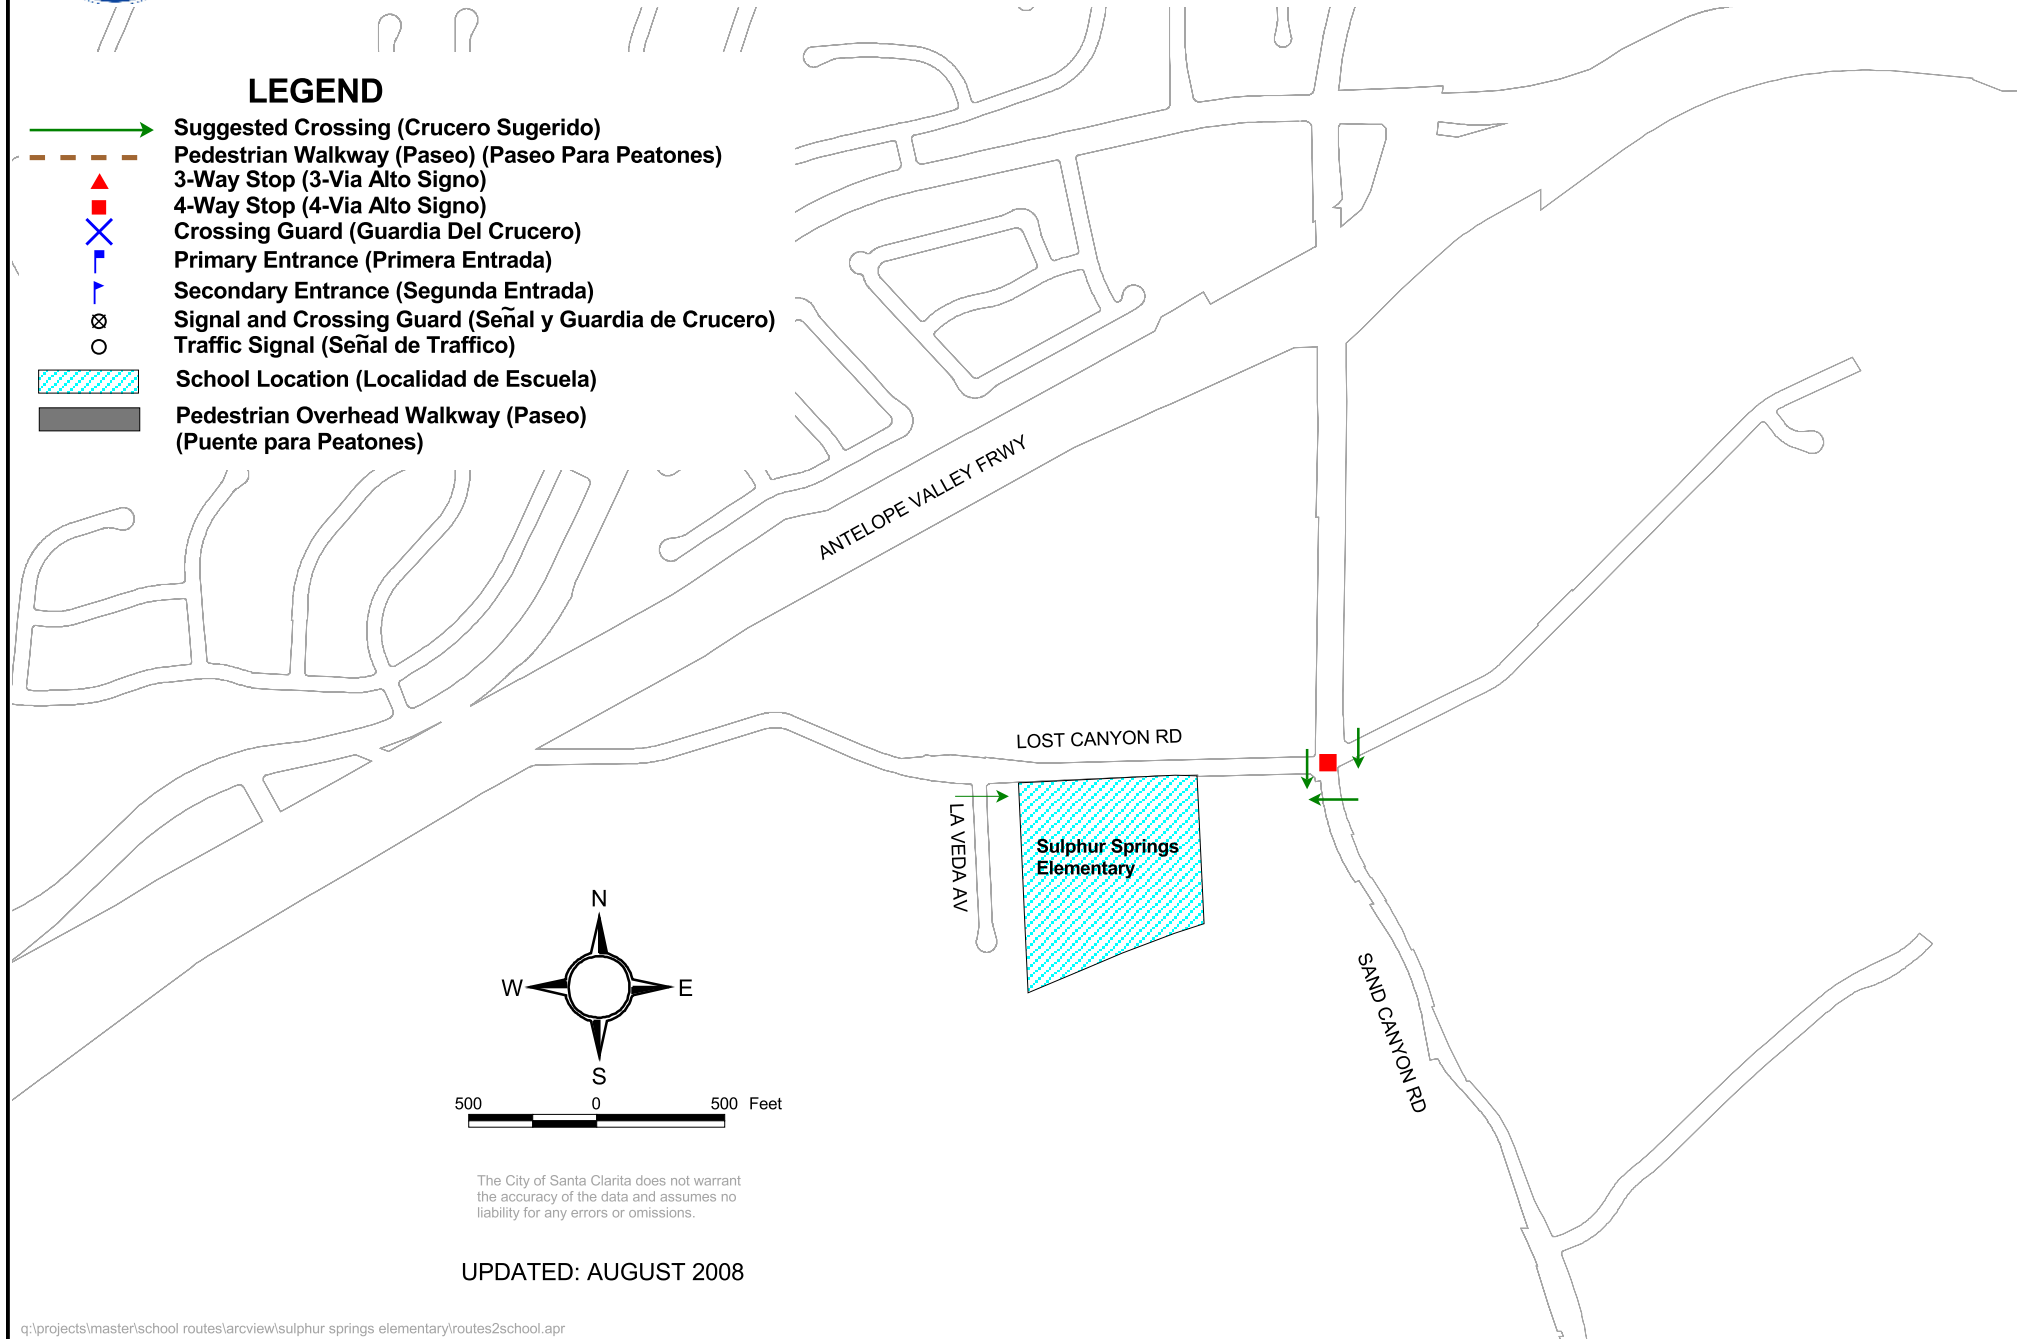 LEGEND
Suggested Crossing (Crucero Sugerido)
Pedestrian Walkway (Paseo) (Paseo Para Peatones)
3-Way Stop (3-Via Alto Signo)
4-Way Stop (4-Via Alto Signo)
Crossing Guard (Guardia Del Crucero)
Primary Entrance (Primera Entrada)
Secondary Entrance (Segunda Entrada)
Signal and Crossing Guard (Señal y Guardia de Crucero)
Traffic Signal (Señal de Traffico)
School Location (Localidad de Escuela)
Pedestrian Overhead Walkway (Paseo)
(Puente para Peatones)
ANTELOPE VALLEY FRWY
LOST CANYON RD
LA VEDA AV
Sulphur Springs
Elementary
SAND CANYON RD
N
W E
S
500 0 500 Feet
The City of Santa Clarita does not warrant
the accuracy of the data and assumes no
liability for any errors or omissions.
UPDATED: AUGUST 2008
q:\projects\master\school routes\arcview\sulphur springs elementary\routes2school.apr